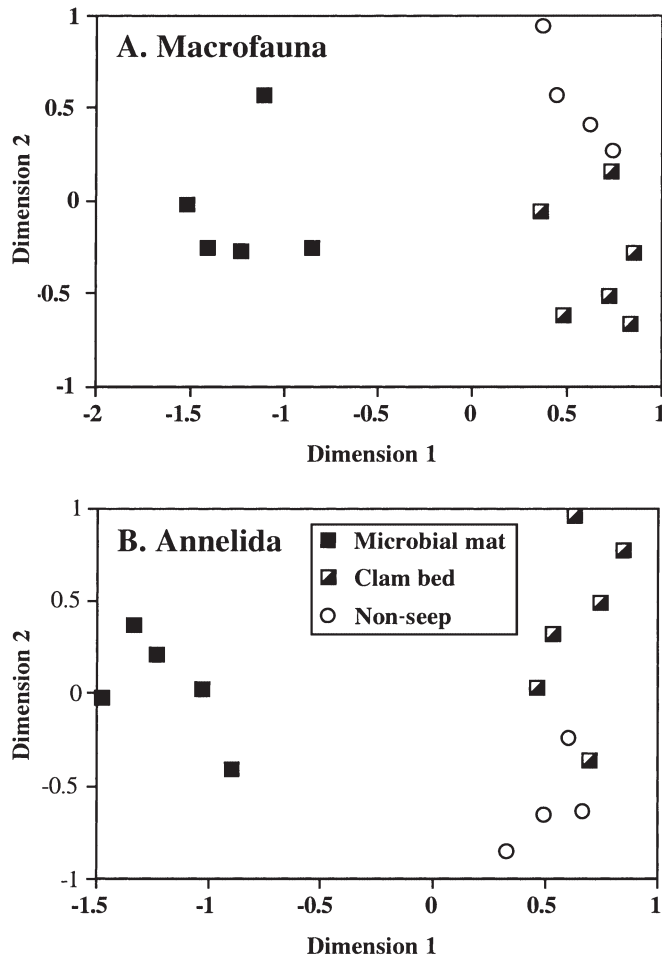 A. Macrofauna
Dimension 2
1
0.5
0
-0.5
-1
-2
-1.5
-1
-0.5
0
0.5
1
Dimension 1
B. Annelida
Microbial mat
Clam bed
Non-seep
Dimension 2
1
0.5
0
-0.5
-1
-1.5
-1
-0.5
0
0.5
1
Dimension 1